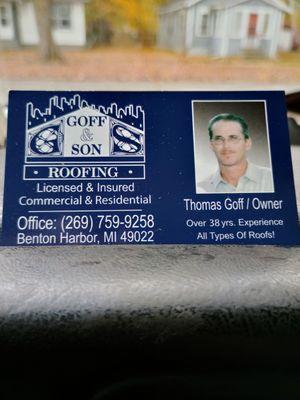 GOFF
&
G S
SON
• ROOFING •
Licensed & Insured
Commercial & Residential
Office: (269) 759-9258
Benton Harbor, MI 49022
Thomas Goff / Owner
Over 38 yrs. Experience
All Types Of Roofs!